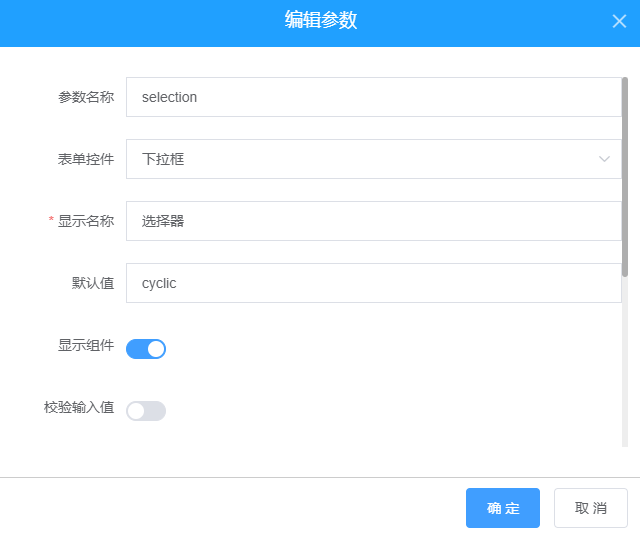 编辑参数
参数名称 selection
表单控件 下拉框
* 显示名称 选择器
默认值 cyclic
显示组件
校验输入值
确定 取消